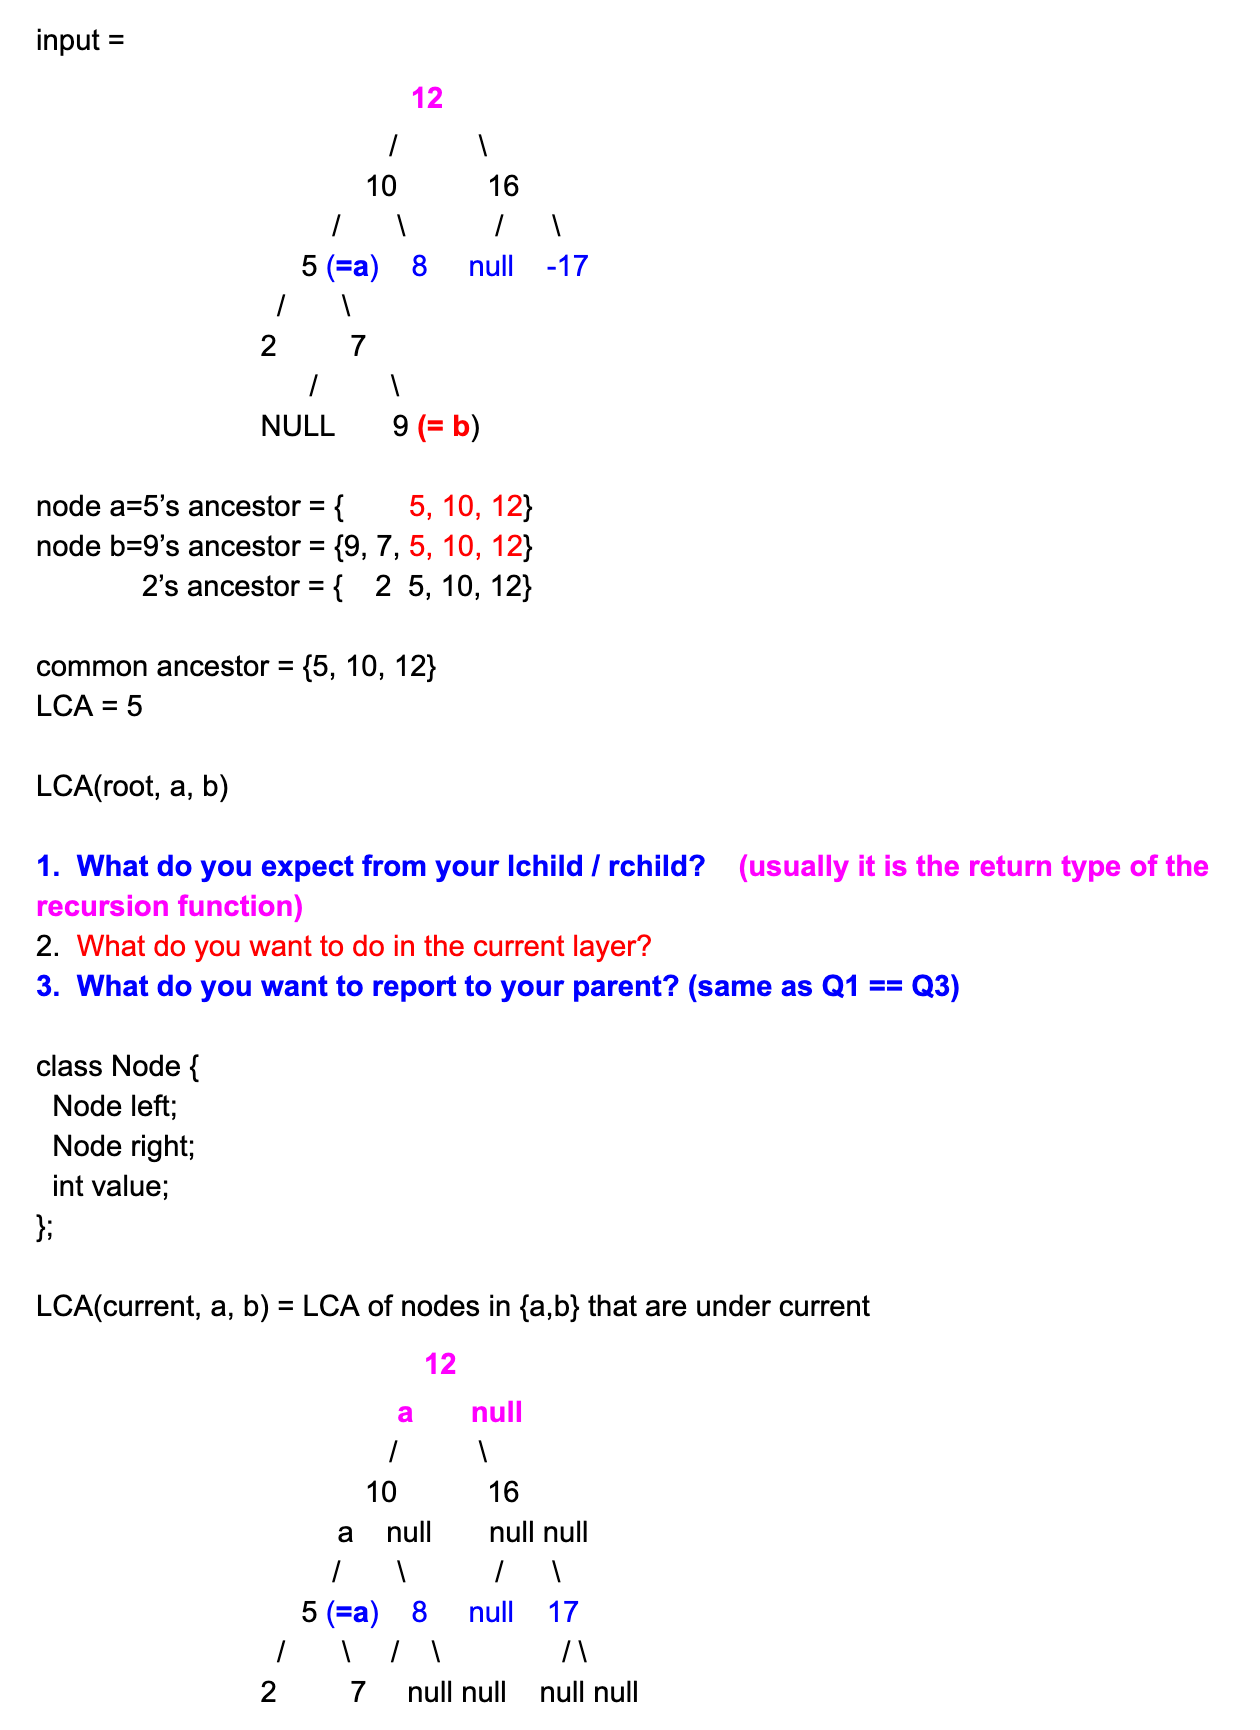 input =
12
/ \
10 16
/ \ / \
5 (=a) 8 null -17
/ \
2 7
/ \
NULL 9 (= b)
node a=5’s ancestor = { 5, 10, 12}
node b=9’s ancestor = {9, 7, 5, 10, 12}
2’s ancestor = { 2 5, 10, 12}
common ancestor = {5, 10, 12}
LCA = 5
LCA(root, a, b)
1. What do you expect from your lchild / rchild? (usually it is the return type of the
recursion function)
2. What do you want to do in the current layer?
3. What do you want to report to your parent? (same as Q1 == Q3)
class Node {
Node left;
Node right;
int value;
};
LCA(current, a, b) = LCA of nodes in {a,b} that are under current
12
a null
/ \
10 16
a null null null
/ \ / \
5 (=a) 8 null 17
/ \ / \ / \
2 7 null null null null